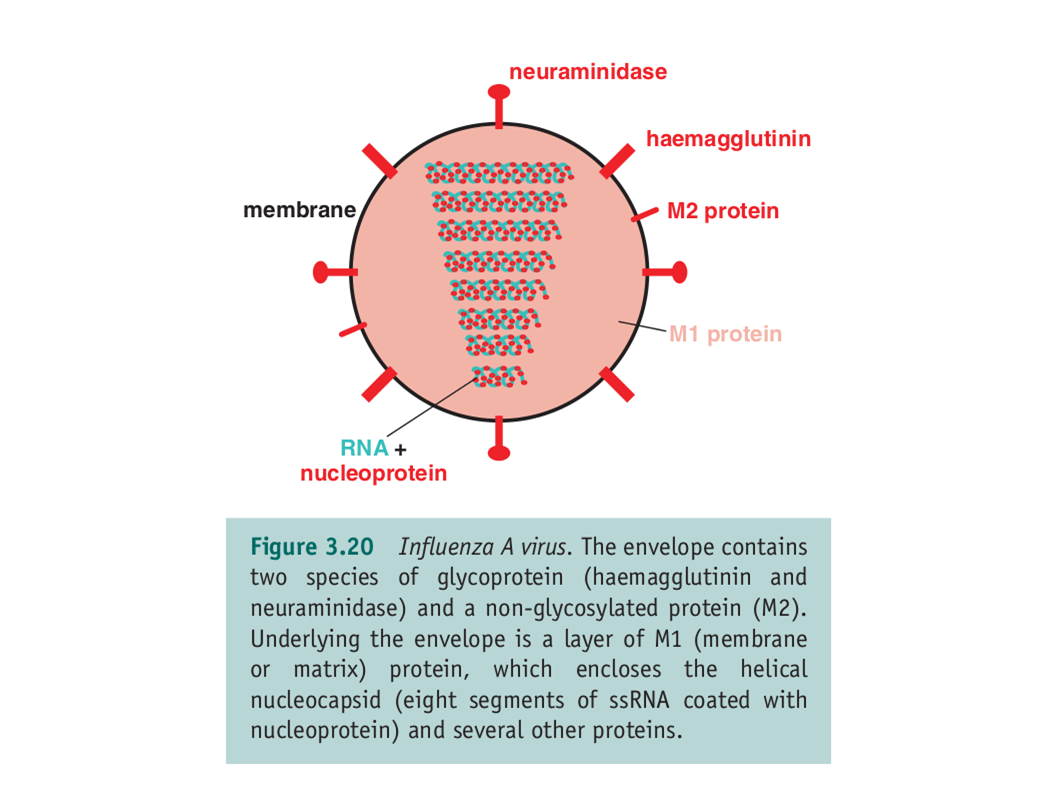 neuraminidase
haemagglutinin
membrane
M2 protein
M1 protein
RNA +
nucleoprotein
Figure 3.20 Influenza A virus. The envelope contains
two species of glycoprotein (haemagglutinin and
neuraminidase) and a non-glycosylated protein (M2).
Underlying the envelope is a layer of M1 (membrane
or matrix) protein, which encloses the helical
nucleocapsid (eight segments of ssRNA coated with
nucleoprotein) and several other proteins.